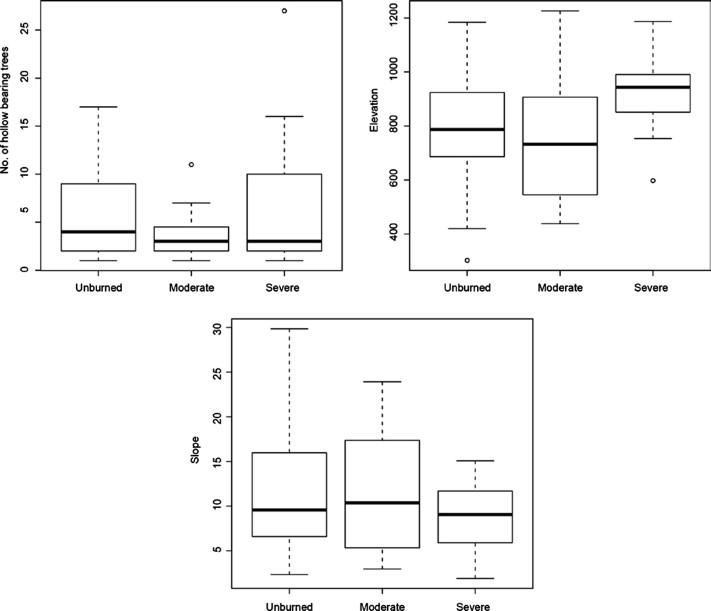 No. of hollow bearing trees
25
20
15
10
5
0
Unburned Moderate Severe
Elevation
1200
1000
800
600
400
Unburned Moderate Severe
Slope
30
25
20
15
10
5
Unburned Moderate Severe